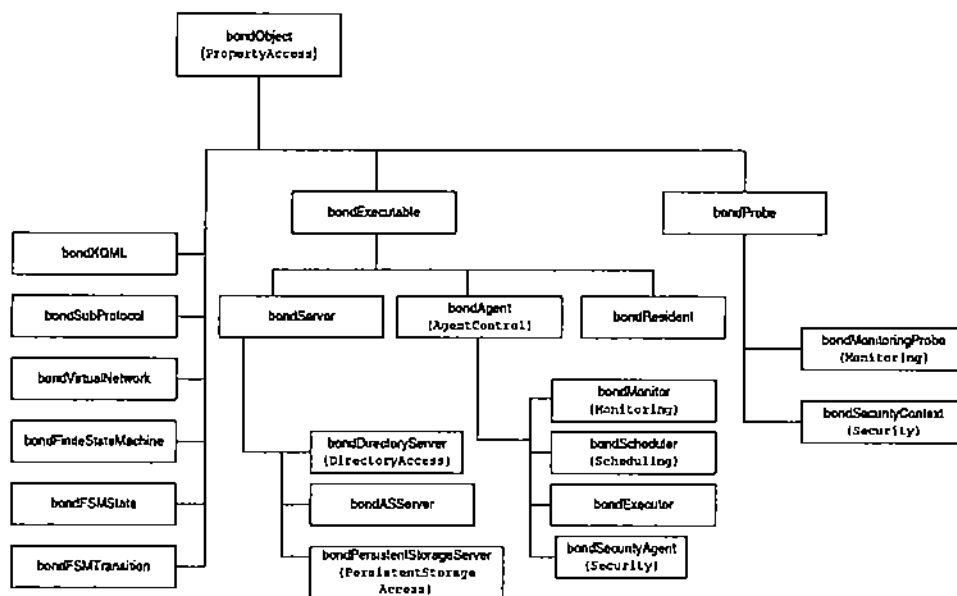 bondObject
(PropertyAccess)
bondExecutable
bondProbe
bondXQML
bondServer
bondAgent
(AgentControl)
bondResident
bondSubProtocol
bondMonitoringProbe
(Monitoring)
bondVirtualNetwork
bondMonitor
(Monitoring)
bondSecurityContext
(Security)
bondFiniteStateMachine
bondDirectoryServer
(DirectoryAccess)
bondScheduler
(Scheduling)
bondFSMState
bondASServer
bondExecutor
bondFSMTransition
bondPersistentStorageServer
(PersistentStorage
Access)
bondSecurityAgent
(Security)